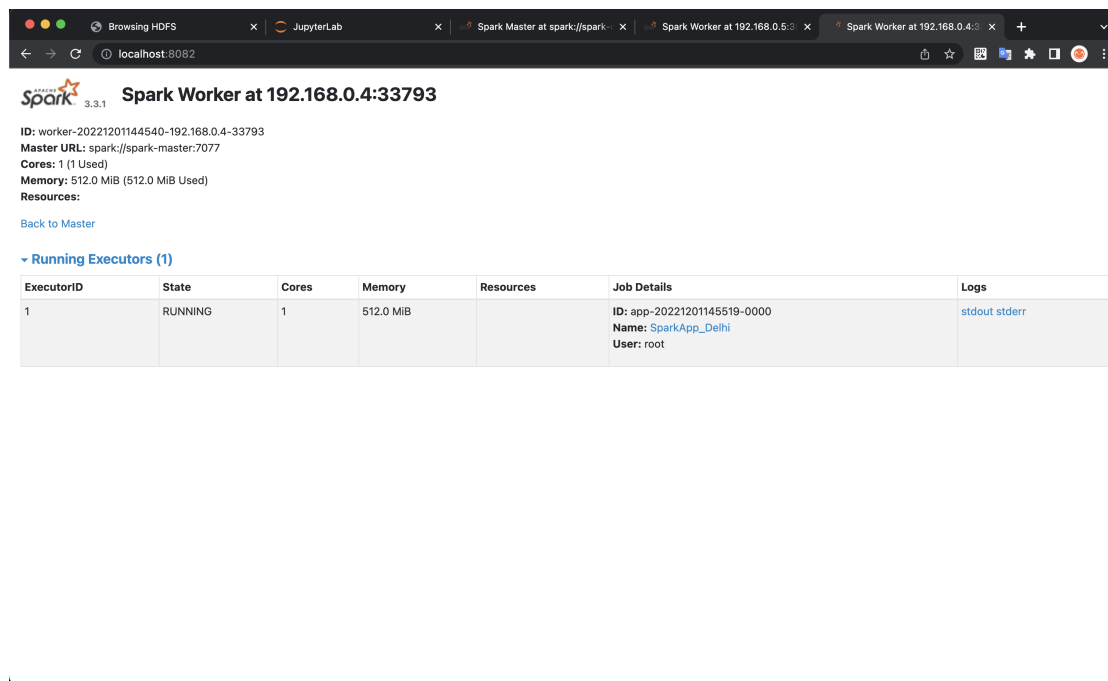 Browsing HDFS
JupyterLab
Spark Master at spark://spark-
Spark Worker at 192.168.0.5:3
Spark Worker at 192.168.0.4:3
localhost:8082
APACHE
Spark 3.3.1 Spark Worker at 192.168.0.4:33793
ID: worker-20221201144540-192.168.0.4-33793
Master URL: spark://spark-master:7077
Cores: 1 (1 Used)
Memory: 512.0 MiB (512.0 MiB Used)
Resources:
Back to Master
Running Executors (1)
ExecutorID State Cores Memory Resources Job Details Logs
1 RUNNING 1 512.0 MiB ID: app-20221201145519-0000 stdout stderr
Name: SparkApp_Delhi
User: root